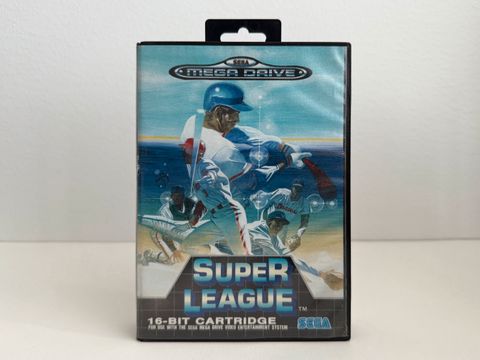 SEGA
MEGA DRIVE
SUPER
LEAGUE
TM
16-BIT CARTRIDGE
FOR USE WITH THE SEGA MEGA DRIVE VIDEO ENTERTAINMENT SYSTEM
SEGA